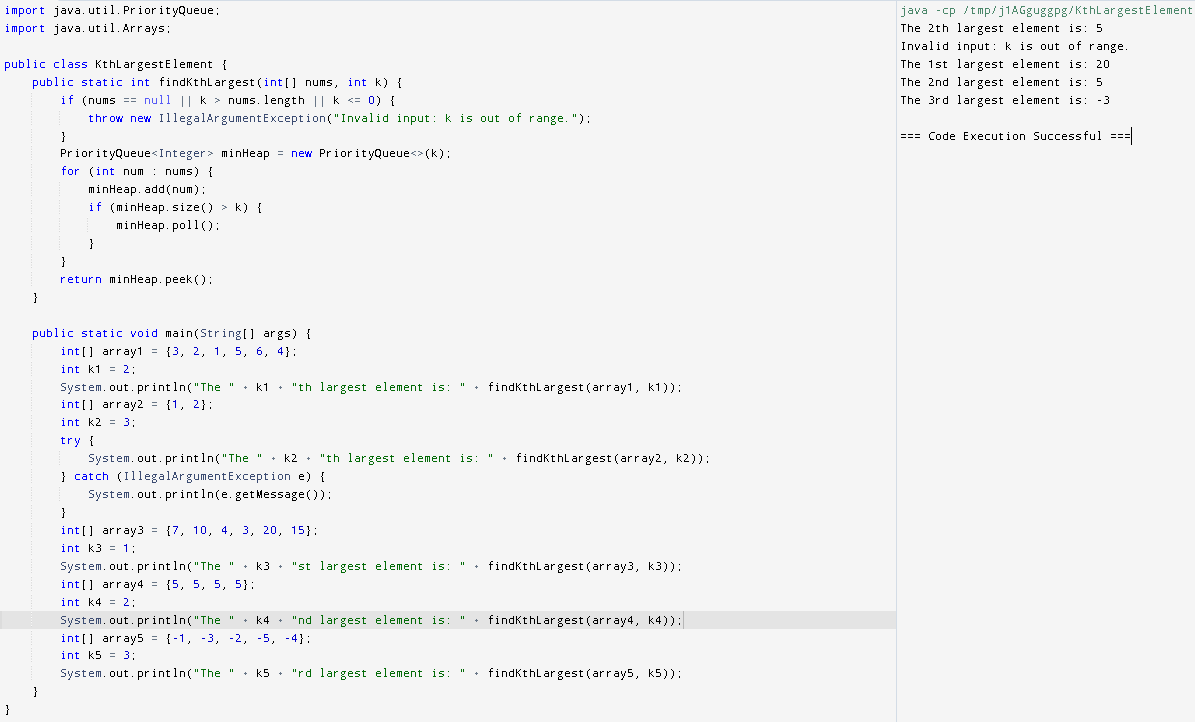 import java.util.PriorityQueue;
import java.util.Arrays;

public class KthLargestElement {
    public static int findKthLargest(int[] nums, int k) {
        if (nums == null || k > nums.length || k <= 0) {
            throw new IllegalArgumentException("Invalid input: k is out of range.");
        }
        PriorityQueue<Integer> minHeap = new PriorityQueue<>(k);
        for (int num : nums) {
            minHeap.add(num);
            if (minHeap.size() > k) {
                minHeap.poll();
            }
        }
        return minHeap.peek();
    }

    public static void main(String[] args) {
        int[] array1 = {3, 2, 1, 5, 6, 4};
        int k1 = 2;
        System.out.println("The " + k1 + "th largest element is: " + findKthLargest(array1, k1));
        int[] array2 = {1, 2};
        int k2 = 3;
        try {
            System.out.println("The " + k2 + "th largest element is: " + findKthLargest(array2, k2));
        } catch (IllegalArgumentException e) {
            System.out.println(e.getMessage());
        }
        int[] array3 = {7, 10, 4, 3, 20, 15};
        int k3 = 1;
        System.out.println("The " + k3 + "st largest element is: " + findKthLargest(array3, k3));
        int[] array4 = {5, 5, 5, 5};
        int k4 = 2;
        System.out.println("The " + k4 + "nd largest element is: " + findKthLargest(array4, k4));
        int[] array5 = {-1, -3, -2, -5, -4};
        int k5 = 3;
        System.out.println("The " + k5 + "rd largest element is: " + findKthLargest(array5, k5));
    }
}
java -cp /tmp/j1AGguggpg/KthLargestElement
The 2th largest element is: 5
Invalid input: k is out of range.
The 1st largest element is: 20
The 2nd largest element is: 5
The 3rd largest element is: -3

=== Code Execution Successful ===